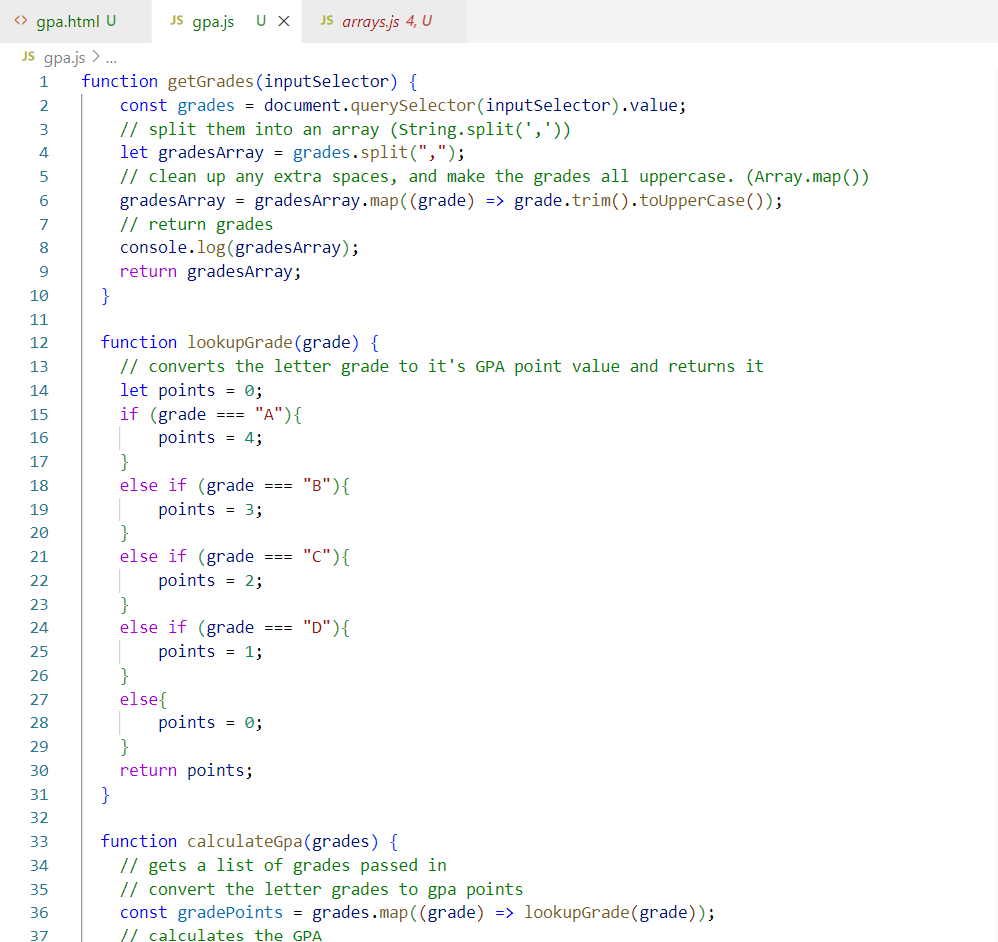 <> gpa.html U JS gpa.js U × JS arrays.js 4, U
JS gpa.js > ...
1 function getGrades(inputSelector) {
2 const grades = document.querySelector(inputSelector).value;
3 // split them into an array (String.split(','))
4 let gradesArray = grades.split(",");
5 // clean up any extra spaces, and make the grades all uppercase. (Array.map())
6 gradesArray = gradesArray.map((grade) => grade.trim().toUpperCase());
7 // return grades
8 console.log(gradesArray);
9 return gradesArray;
10 }
11
12 function lookupGrade(grade) {
13 // converts the letter grade to it's GPA point value and returns it
14 let points = 0;
15 if (grade === "A"){
16 points = 4;
17 }
18 else if (grade === "B"){
19 points = 3;
20 }
21 else if (grade === "C"){
22 points = 2;
23 }
24 else if (grade === "D"){
25 points = 1;
26 }
27 else{
28 points = 0;
29 }
30 return points;
31 }
32
33 function calculateGpa(grades) {
34 // gets a list of grades passed in
35 // convert the letter grades to gpa points
36 const gradePoints = grades.map((grade) => lookupGrade(grade));
37 // calculates the GPA